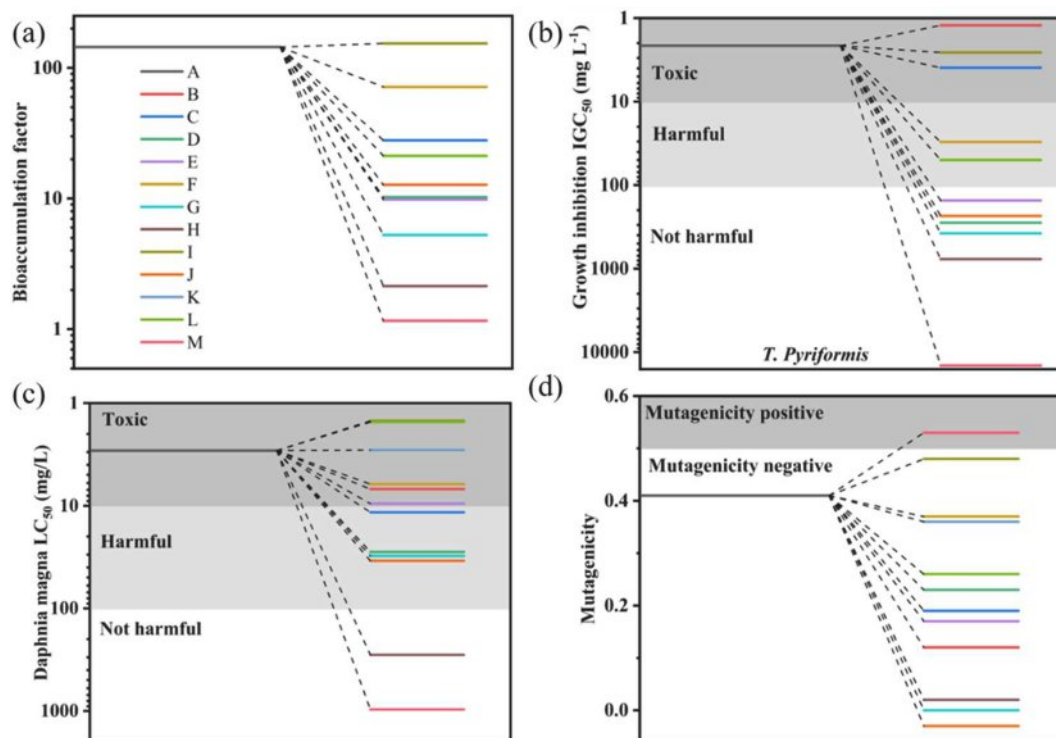 (a)
Bioaccumulation factor
100
10
1
A
B
C
D
E
F
G
H
I
J
K
L
M
(b)
Growth inhibition IGC₅₀ (mg L⁻¹)
1
10
100
1000
10000
Toxic
Harmful
Not harmful
T. Pyriformis
(c)
Daphnia magna LC₅₀ (mg/L)
1
10
100
1000
Toxic
Harmful
Not harmful
(d)
Mutagenicity
0.6
0.4
0.2
0.0
Mutagenicity positive
Mutagenicity negative